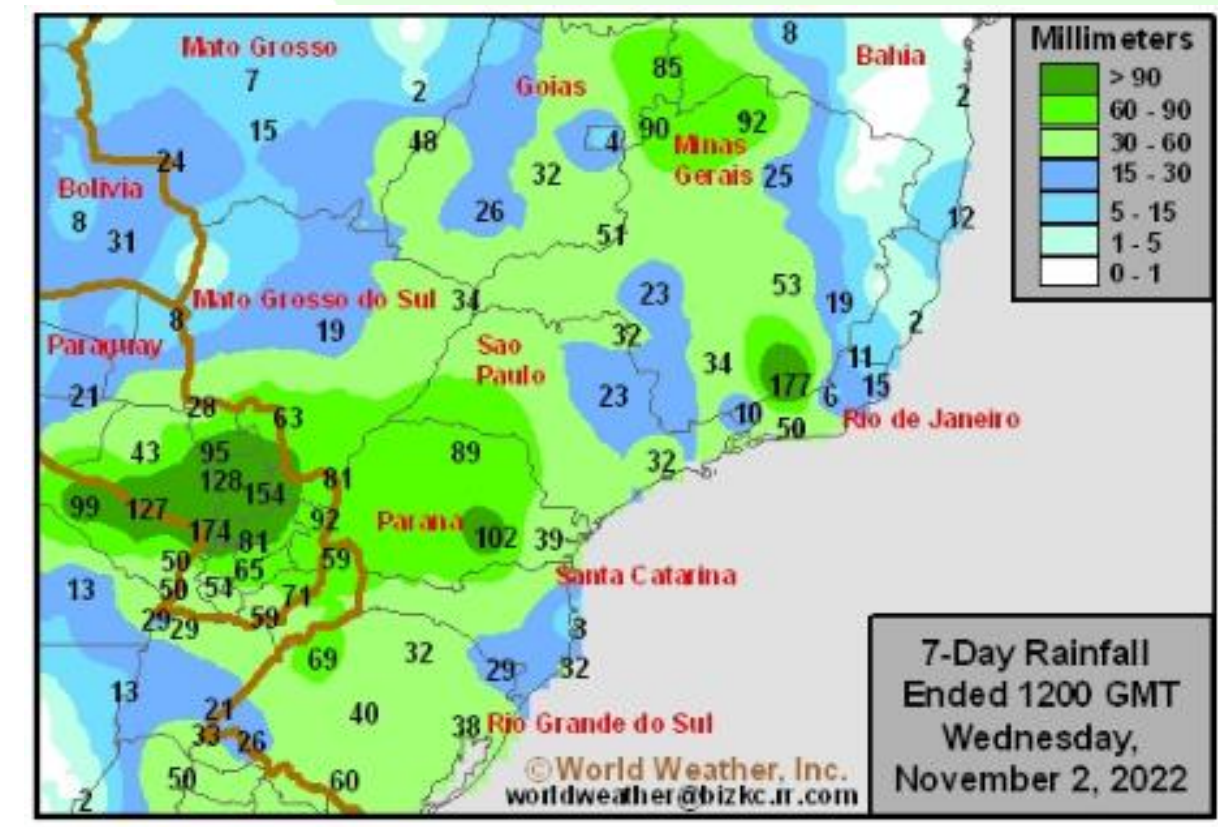 Mato Grosso
7
2
15
24
Bolivia
8
31
Goias
48
26
32
4
51
85
90
92
Minas
Gerais
25
8
Bahia
2
12
Millimeters
> 90
60 - 90
30 - 60
15 - 30
5 - 15
1 - 5
0 - 1
Mato Grosso do Sul
34
8
19
Paraguay
21
28
63
Sao
Paulo
32
23
23
53
19
2
34
177
11
15
6
10
50
Rio de Janeiro
32
43
95
128
154
81
89
99
127
174
81
92
Parana
102
39
59
50
65
50
54
71
29
29
59
13
Santa Catarina
3
32
29
69
32
13
21
33
26
40
38
Rio Grande do Sul
50
60
2
©World Weather, Inc.
worldweather@bizkc.rr.com
7-Day Rainfall
Ended 1200 GMT
Wednesday,
November 2, 2022